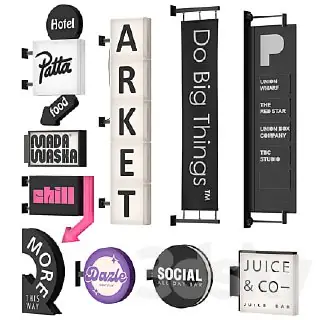 Hotel
Patta
food
MADA
MASHA
chill
ARKET
Do Big Things™
P
UNION
WHARF
THE
RED STAR
UNION BOX
COMPANY
TBC
STUDIO
MORE
THIS
WAY
Dazle
SOCIAL
ALL DAY BAR
JUICE
& CO—
JUICE BAR